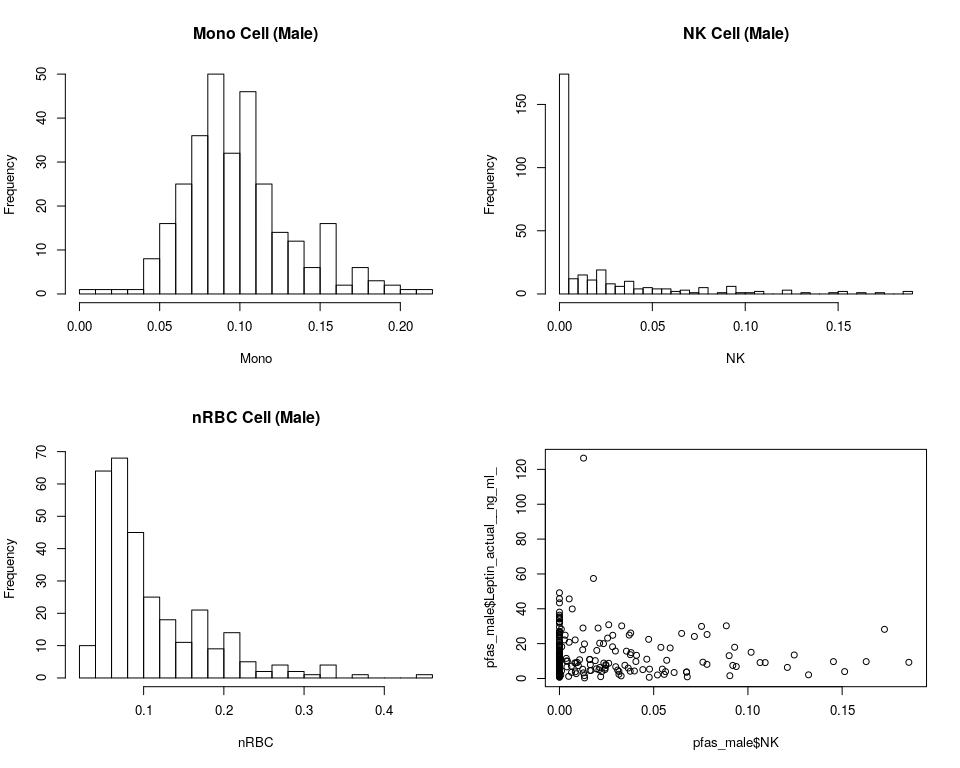 Mono Cell (Male)
Frequency
0 10 20 30 40 50
0.00 0.05 0.10 0.15 0.20
Mono
NK Cell (Male)
Frequency
0 50 100 150
0.00 0.05 0.10 0.15
NK
nRBC Cell (Male)
Frequency
0 10 20 30 40 50 60 70
0.1 0.2 0.3 0.4
nRBC
pfas_male$Leptin_actual__ng_ml_
0 20 40 60 80 100 120
0.00 0.05 0.10 0.15
pfas_male$NK